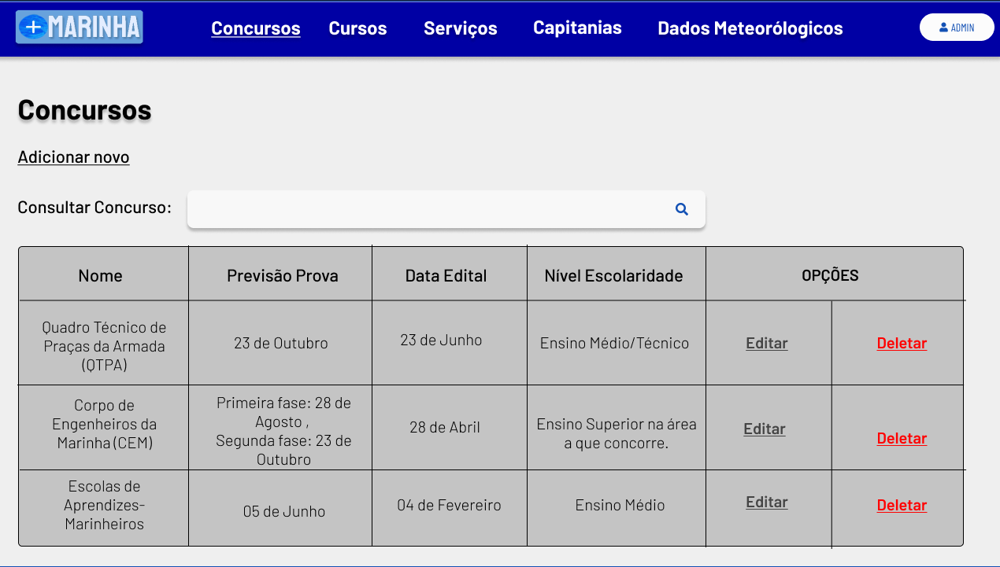 MARINHA
Concursos Cursos Serviços Capitanias Dados Meteorólogicos
ADMIN
Concursos
Adicionar novo
Consultar Concurso:
Nome Previsão Prova Data Edital Nível Escolaridade OPÇÕES
Quadro Técnico de
Praças da Armada
(QTPA)
23 de Outubro
23 de Junho
Ensino Médio/Técnico
Editar
Deletar
Corpo de
Engenheiros da
Marinha (CEM)
Primeira fase: 28 de
Agosto ,
Segunda fase: 23 de
Outubro
28 de Abril
Ensino Superior na área
a que concorre.
Editar
Deletar
Escolas de
Aprendizes-
Marinheiros
05 de Junho
04 de Fevereiro
Ensino Médio
Editar
Deletar